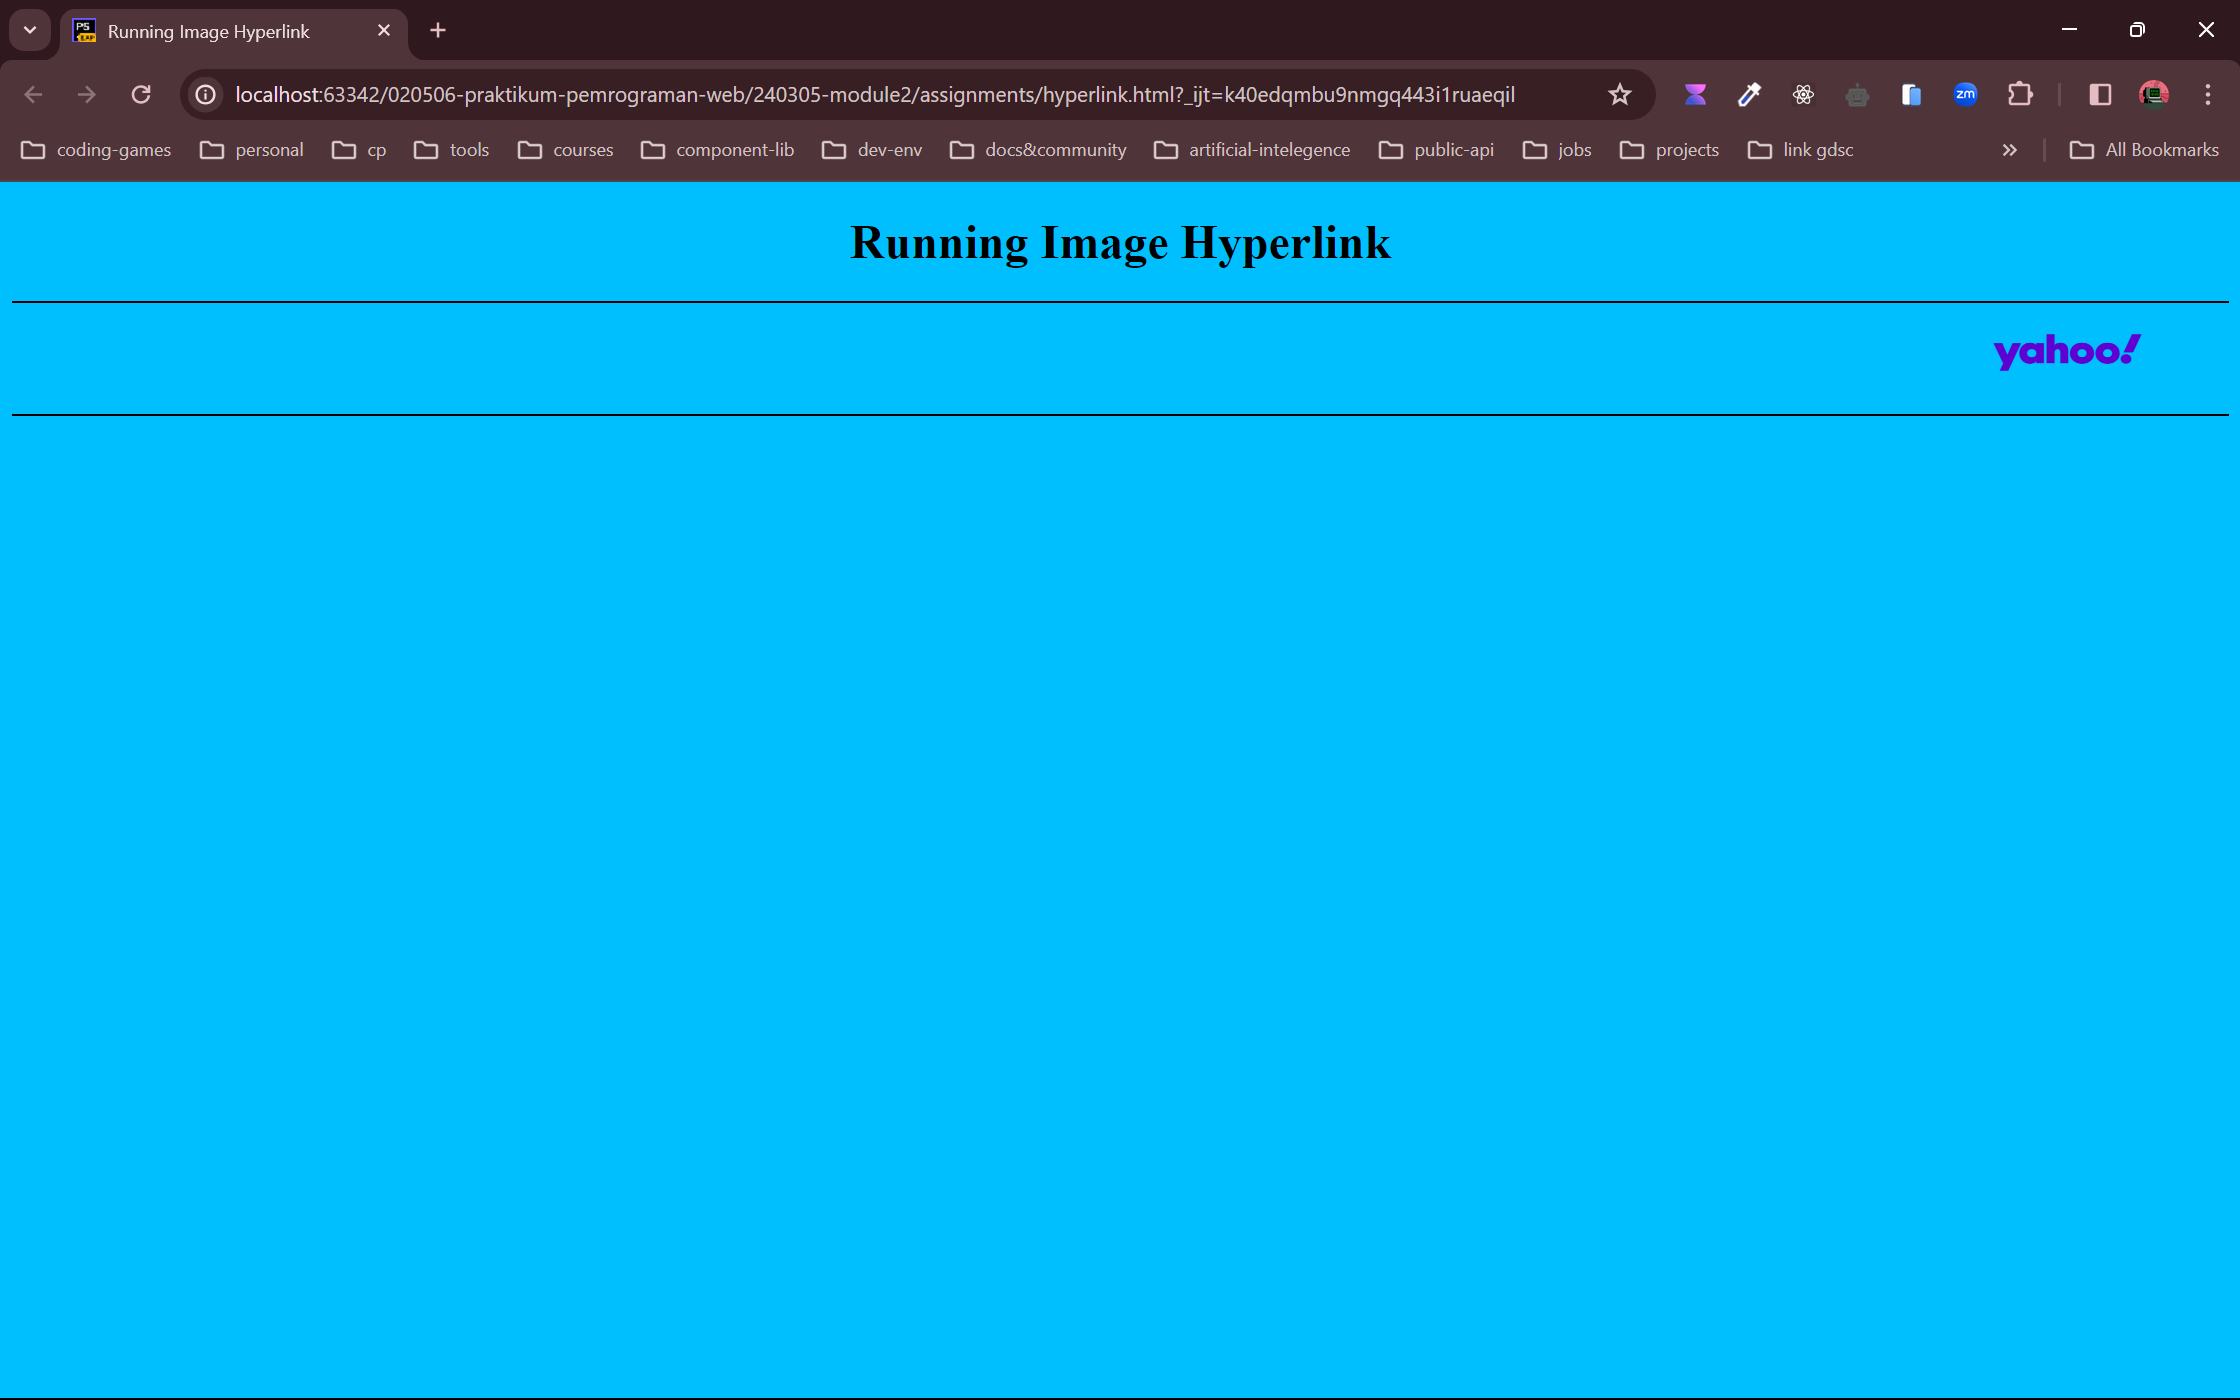 Running Image Hyperlink
localhost:63342/020506-praktikum-pemrograman-web/240305-module2/assignments/hyperlink.html?_ijt=k40edqmbu9nmgq443i1ruaeqil
zm
coding-games personal cp tools courses component-lib dev-env docs&community artificial-intelegence public-api jobs projects link gdsc » All Bookmarks
Running Image Hyperlink
yahoo!